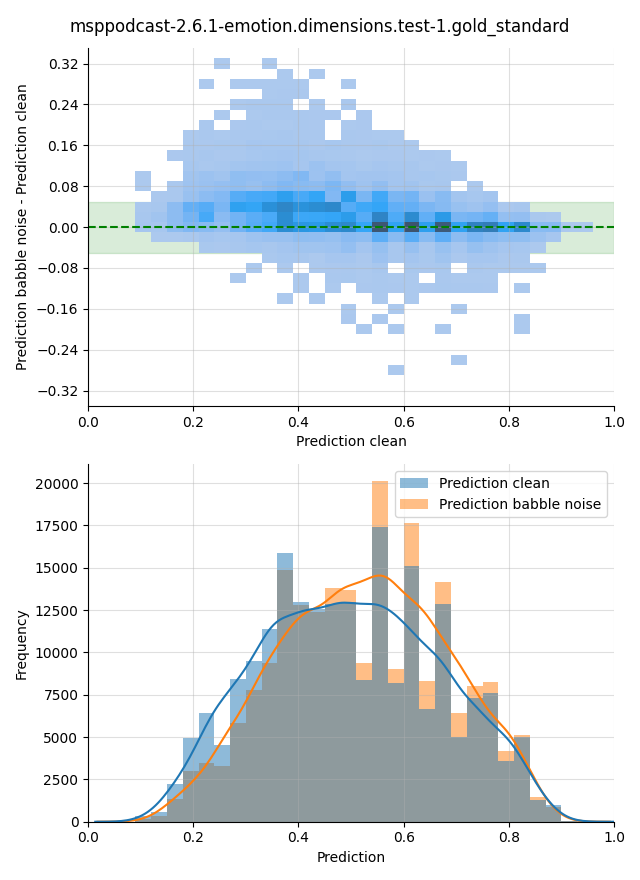 msppodcast-2.6.1-emotion.dimensions.test-1.gold_standard
Prediction babble noise - Prediction clean
0.32
0.24
0.16
0.08
0.00
−0.08
−0.16
−0.24
−0.32
0.0 0.2 0.4 0.6 0.8 1.0
Prediction clean
Frequency
20000
17500
15000
12500
10000
7500
5000
2500
0
Prediction clean
Prediction babble noise
0.0 0.2 0.4 0.6 0.8 1.0
Prediction